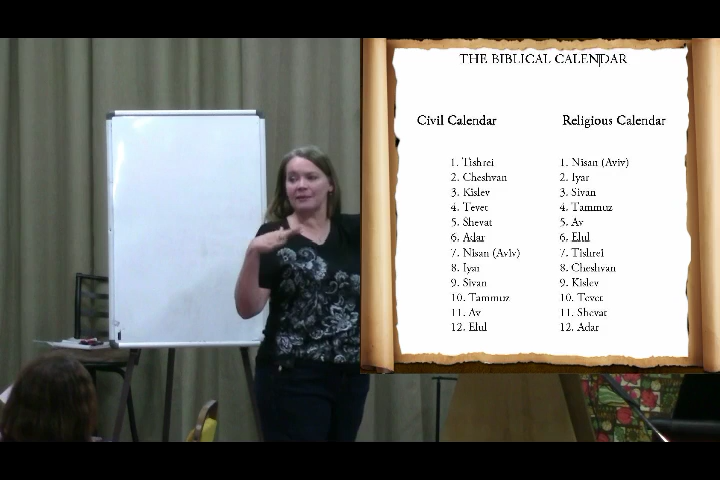 THE BIBLICAL CALENDAR
Civil Calendar
1. Tishrei
2. Cheshvan
3. Kislev
4. Tevet
5. Shevat
6. Adar
7. Nisan (Aviv)
8. Iyar
9. Sivan
10. Tammuz
11. Av
12. Elul
Religious Calendar
1. Nisan (Aviv)
2. Iyar
3. Sivan
4. Tammuz
5. Av
6. Elul
7. Tishrei
8. Cheshvan
9. Kislev
10. Tevet
11. Shevat
12. Adar